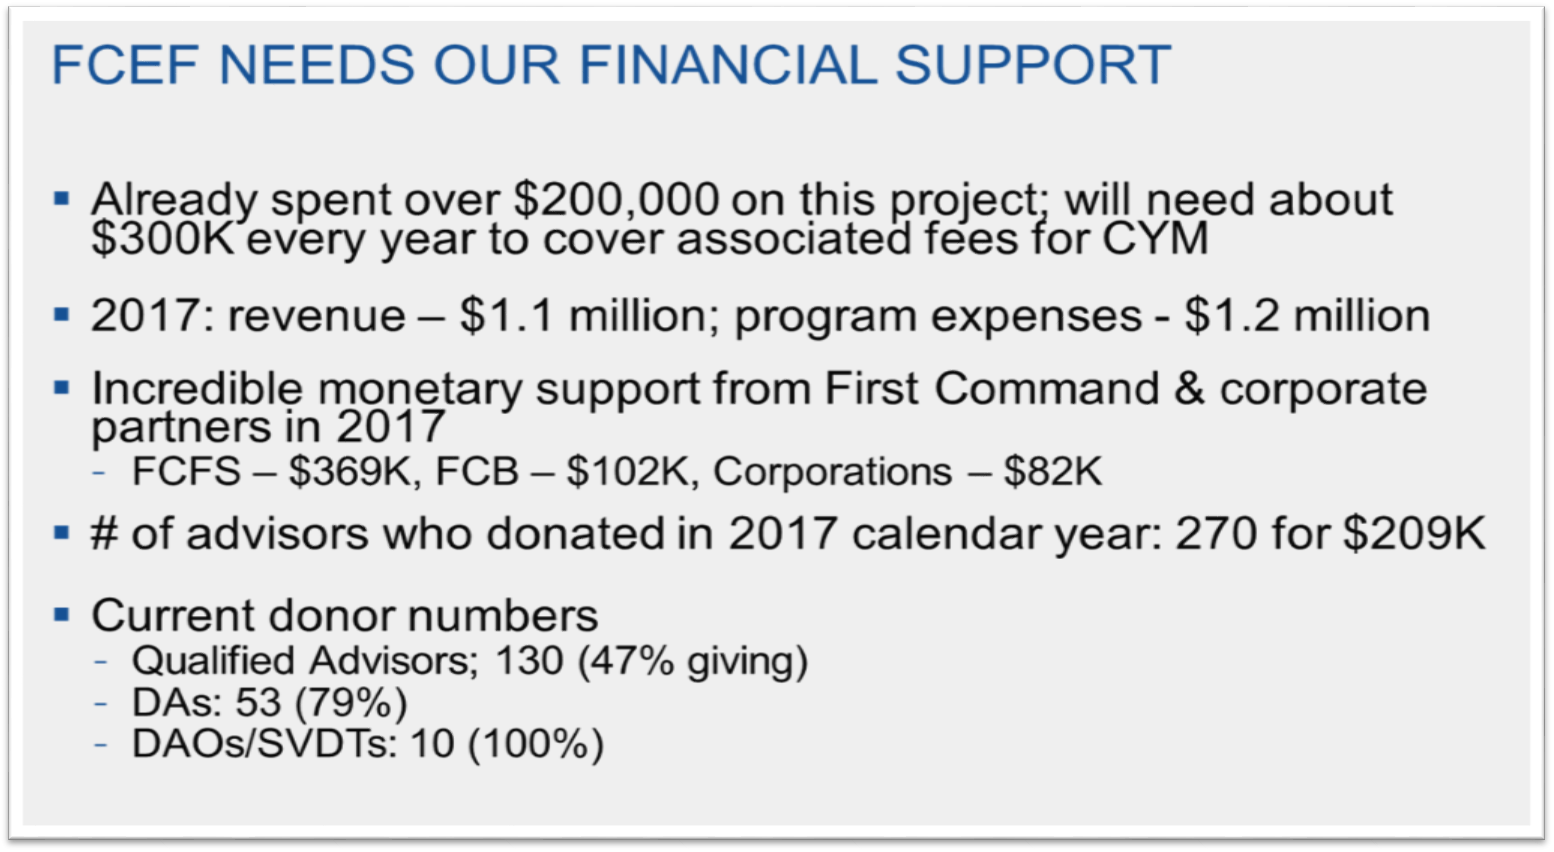 FCEF NEEDS OUR FINANCIAL SUPPORT
▪ Already spent over $200,000 on this project; will need about
$300K every year to cover associated fees for CYM
▪ 2017: revenue – $1.1 million; program expenses - $1.2 million
▪ Incredible monetary support from First Command & corporate
partners in 2017
- FCFS – $369K, FCB – $102K, Corporations – $82K
▪ # of advisors who donated in 2017 calendar year: 270 for $209K
▪ Current donor numbers
- Qualified Advisors; 130 (47% giving)
- DAs: 53 (79%)
- DAOs/SVDTs: 10 (100%)